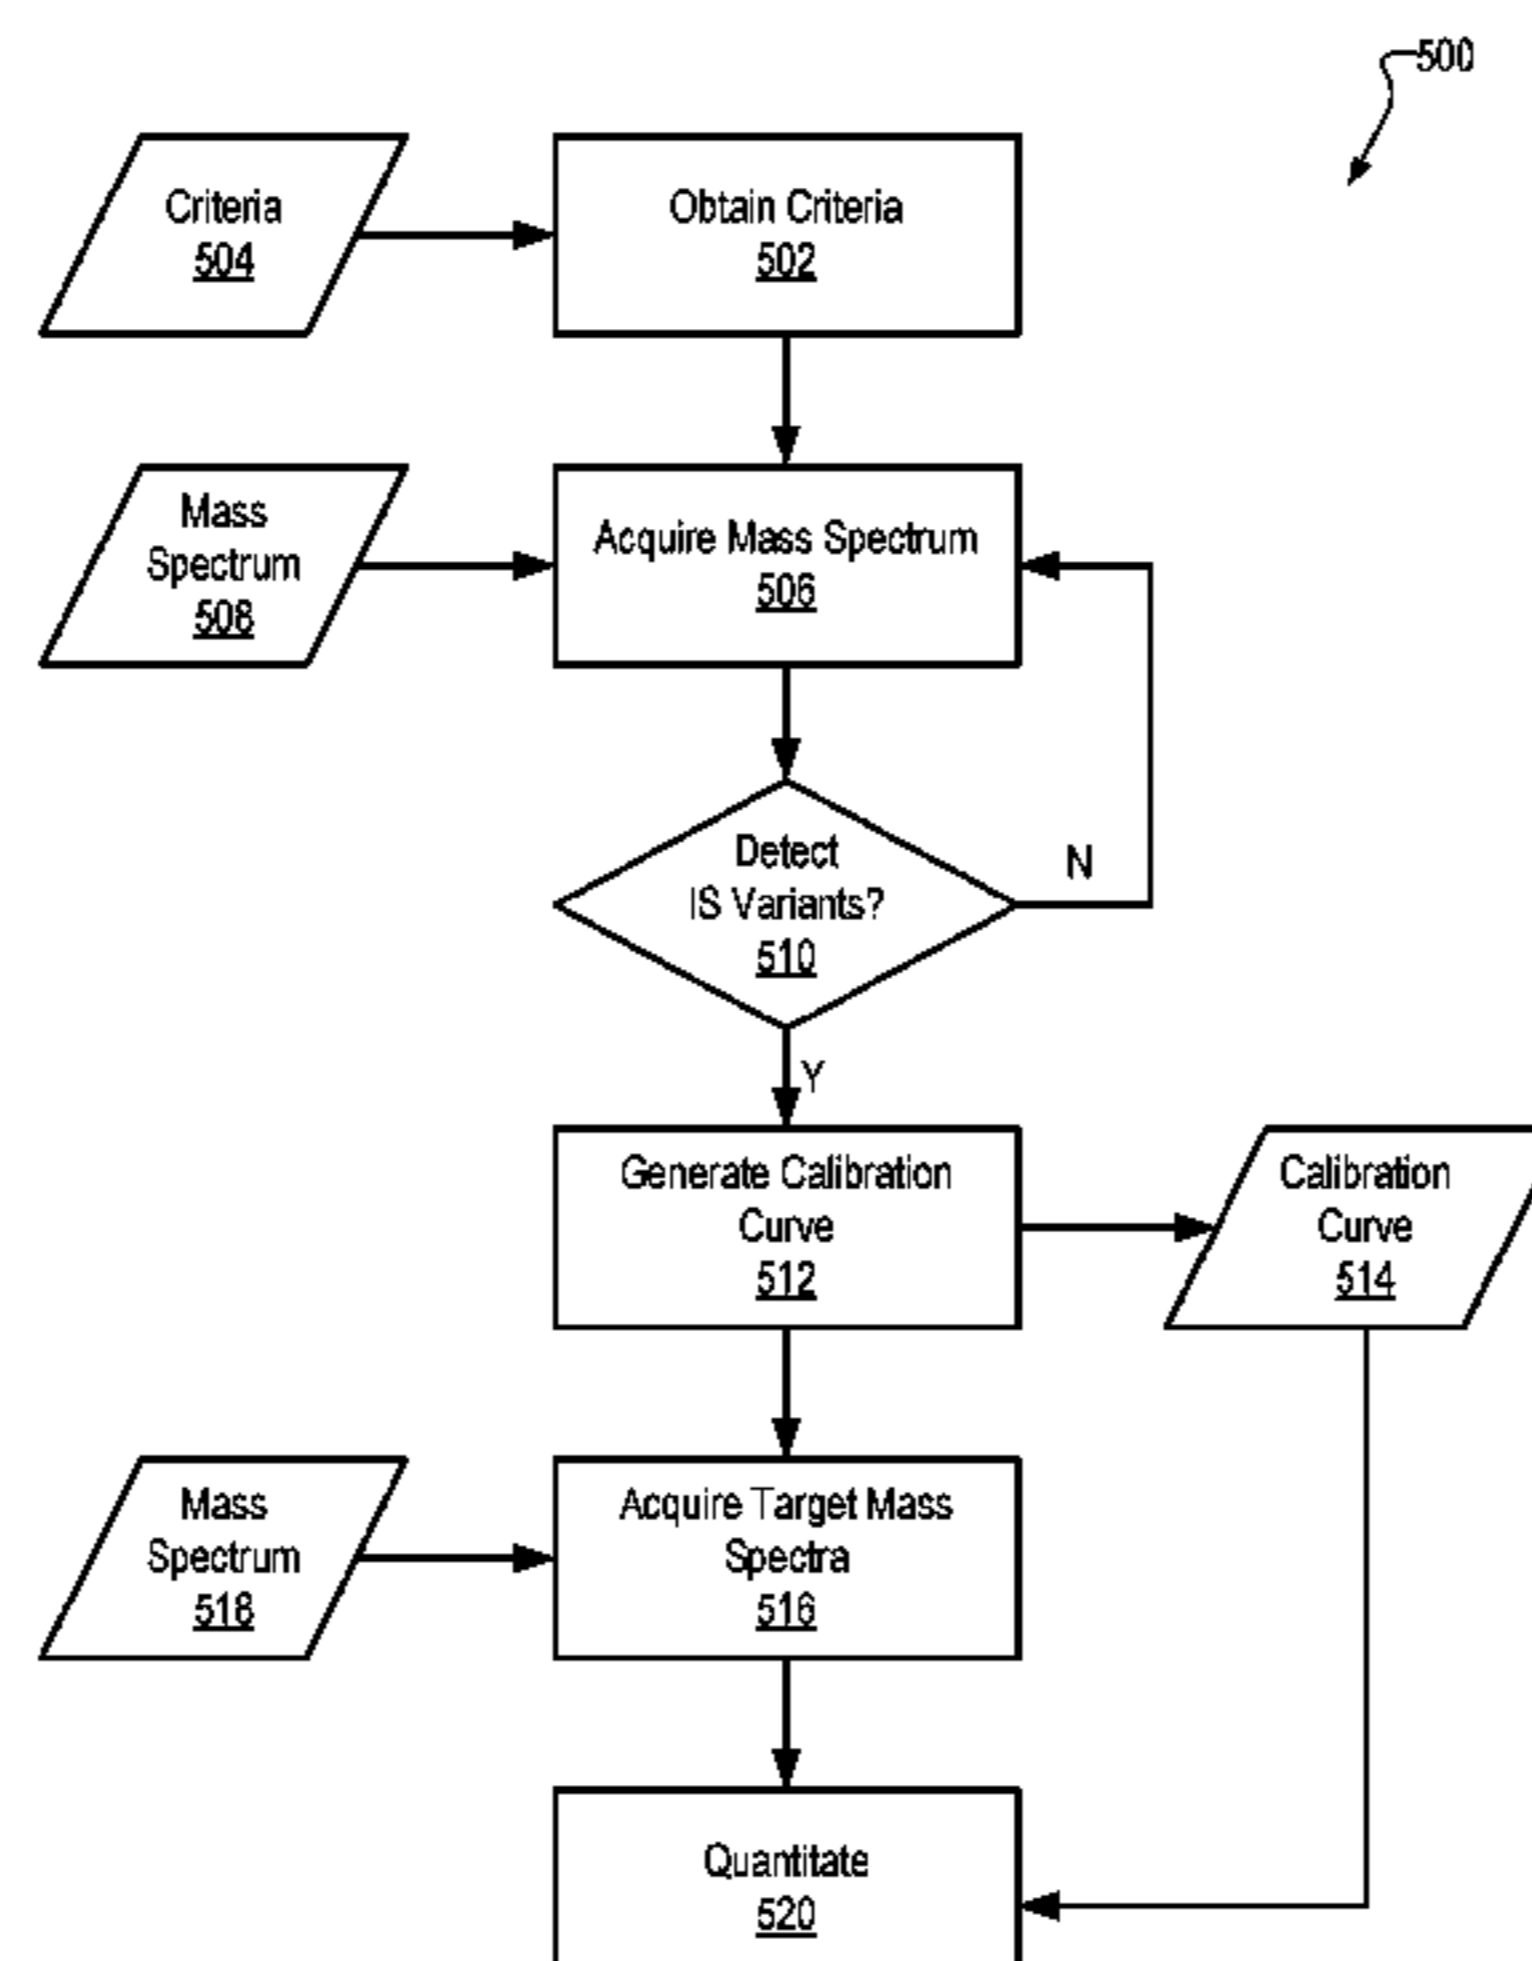 500
Criteria
504
Obtain Criteria
502
Mass
Spectrum
508
Acquire Mass Spectrum
506
Detect
IS Variants?
510
N
Y
Generate Calibration
Curve
512
Calibration
Curve
514
Mass
Spectrum
518
Acquire Target Mass
Spectra
516
Quantitate
520